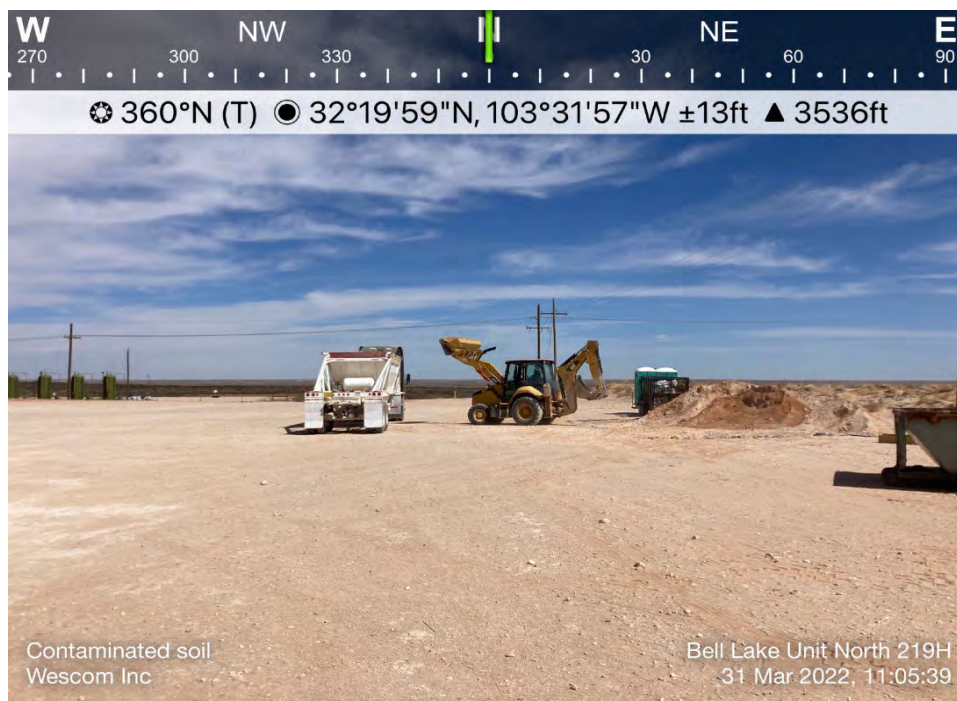 W NW N NE E
270 300 330 30 60 90
360°N (T) 32°19'59"N, 103°31'57"W ±13ft ▲ 3536ft
Contaminated soil
Wescom Inc
Bell Lake Unit North 219H
31 Mar 2022, 11:05:39